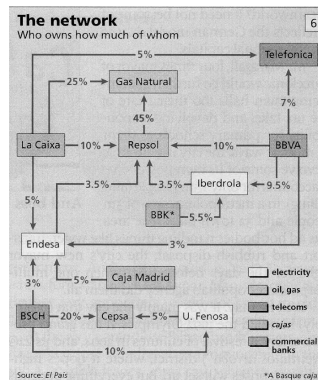 The network
Who owns how much of whom
6
5%
Telefonica
25%
Gas Natural
45%
7%
La Caixa
10%
Repsol
10%
BBVA
3.5%
3.5%
Iberdrola
9.5%
5%
BBK*
5.5%
Endesa
3%
3%
5%
Caja Madrid
electricity
oil, gas
telecoms
cajas
commercial
banks
BSCH
20%
Cepsa
5%
U. Fenosa
10%
Source: El País
*A Basque caja